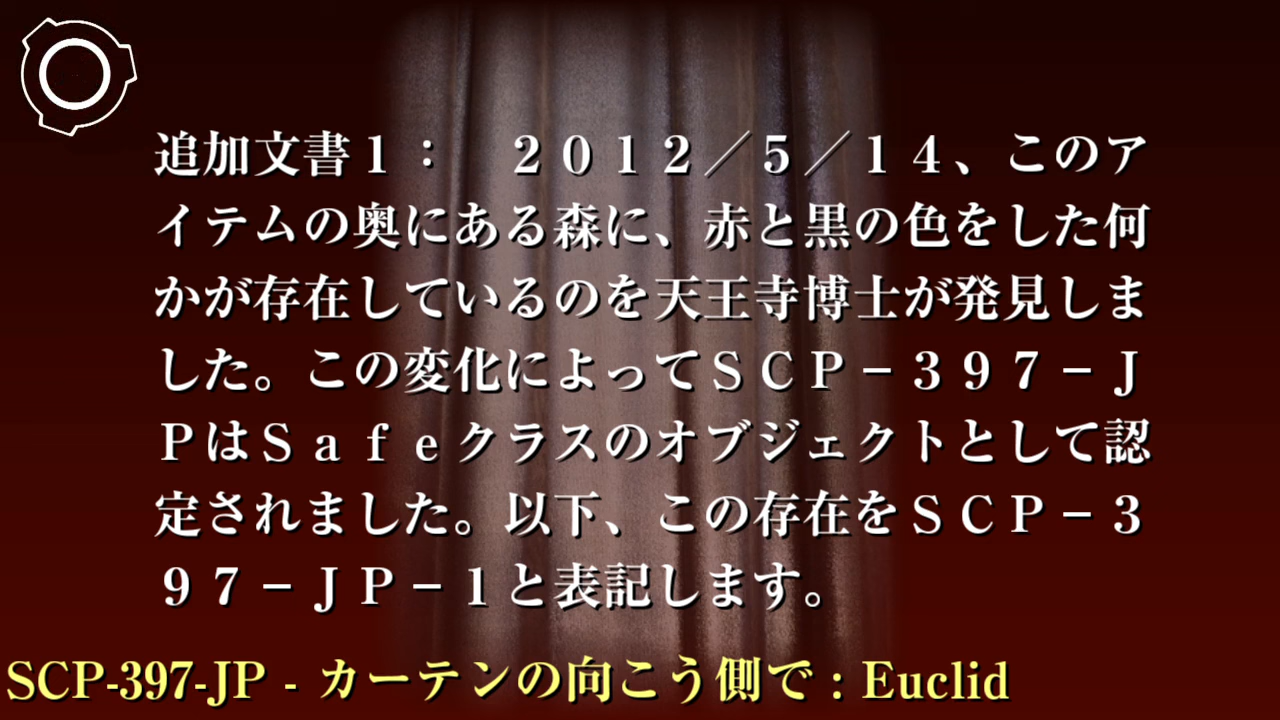 追加文書１：　２０１２／５／１４、このア
イテムの奥にある森に、赤と黒の色をした何
かが存在しているのを天王寺博士が発見しま
した。この変化によってＳＣＰ－３９７－Ｊ
ＰはＳａｆｅクラスのオブジェクトとして認
定されました。以下、この存在をＳＣＰ－３
９７－ＪＰ－１と表記します。
SCP-397-JP - カーテンの向こう側で : Euclid